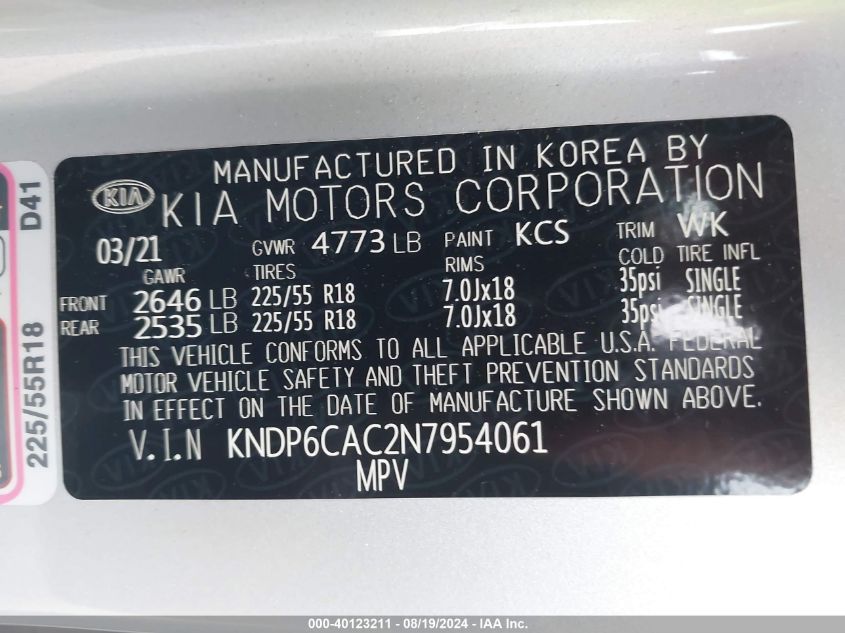 MANUFACTURED IN KOREA BY
KIA KIA MOTORS CORPORATION
03/21 GVWR 4773 LB PAINT KCS TRIM WK
GAWR TIRES RIMS COLD TIRE INFL
FRONT 2646 LB 225/55 R18 7.0Jx18 35psi SINGLE
REAR 2535 LB 225/55 R18 7.0Jx18 35psi SINGLE
THIS VEHICLE CONFORMS TO ALL APPLICABLE U.S.A. FEDERAL
MOTOR VEHICLE SAFETY AND THEFT PREVENTION STANDARDS
IN EFFECT ON THE DATE OF MANUFACTURE SHOWN ABOVE.
V.I.N KNDP6CAC2N7954061
MPV
225/55R18 D41
000-40123211 - 08/19/2024 - IAA Inc.